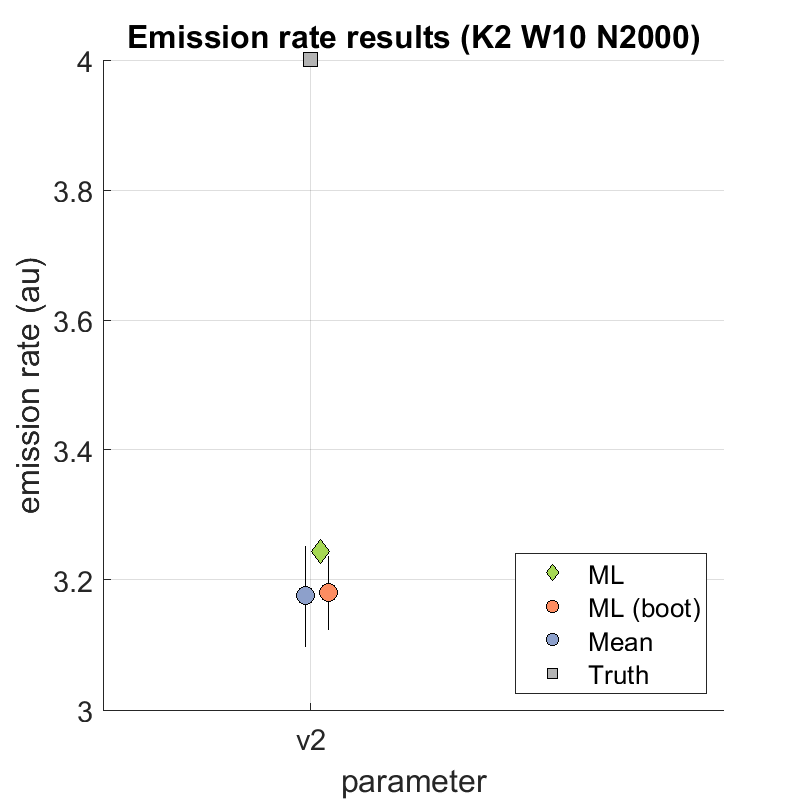 Emission rate results (K2 W10 N2000)
4
3.8
3.6
3.4
3.2
3
emission rate (au)
ML
ML (boot)
Mean
Truth
v2
parameter